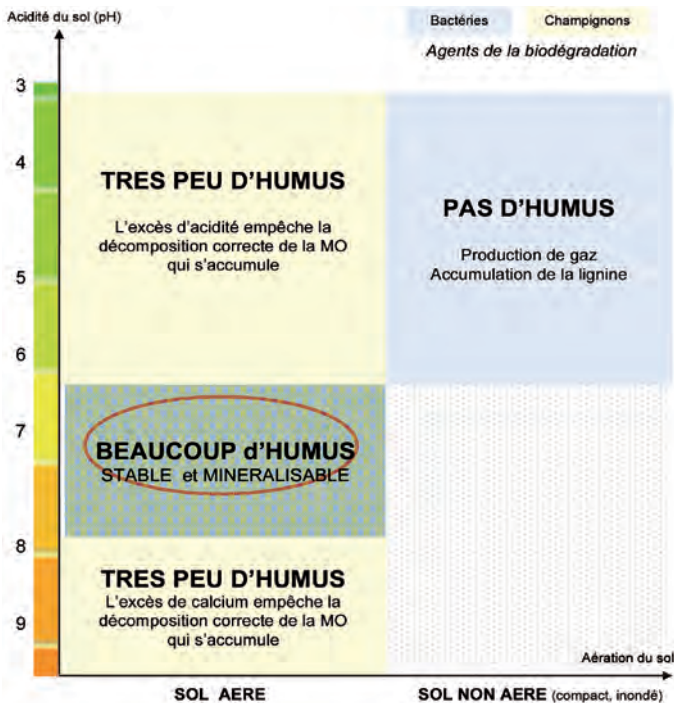 Acidité du sol (pH)
Bactéries
Champignons
Agents de la biodégradation
3
4
5
6
7
8
9
TRES PEU D'HUMUS
L'excès d'acidité empêche la
décomposition correcte de la MO
qui s'accumule
PAS D'HUMUS
Production de gaz
Accumulation de la lignine
BEAUCOUP d'HUMUS
STABLE et MINERALISABLE
TRES PEU D'HUMUS
L'excès de calcium empêche la
décomposition correcte de la MO
qui s'accumule
Aération du sol
SOL AERE
SOL NON AERE (compact, inondé)